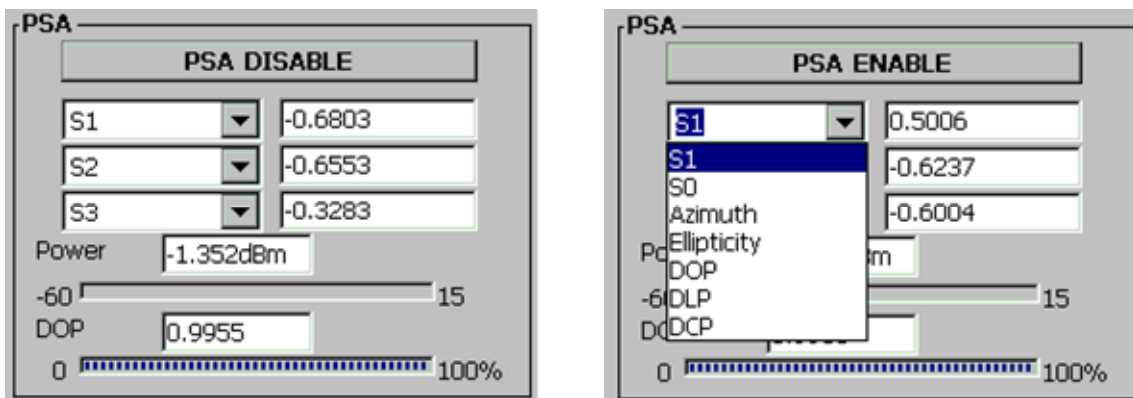 PSA
PSA DISABLE
S1 -0.6803
S2 -0.6553
S3 -0.3283
Power -1.352dBm
-60 15
DOP 0.9955
0 100%
PSA
PSA ENABLE
S1 0.5006
S1
-0.6237
S0
Azimuth -0.6004
Ellipticity
DOP
DLP 15
DCP
0 100%